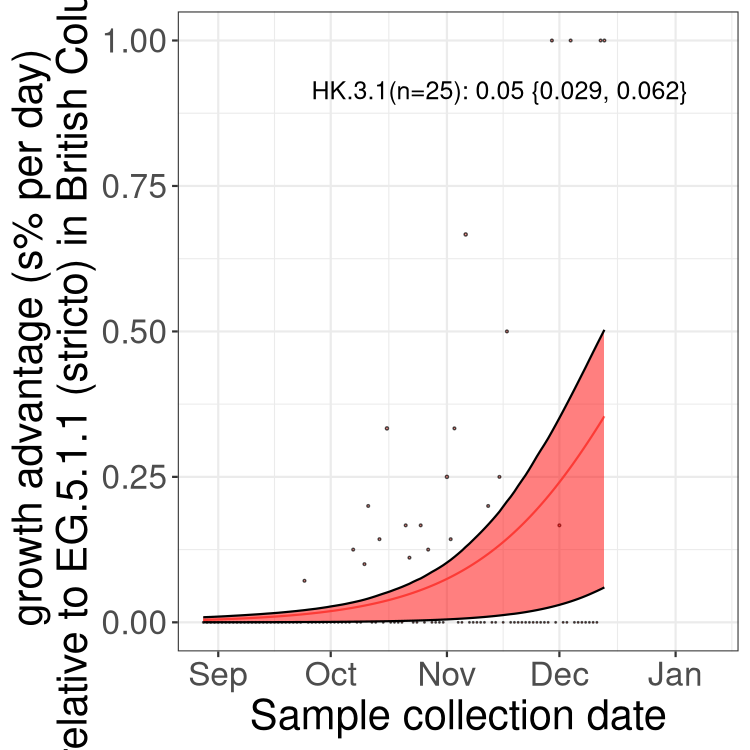 growth advantage (s% per day)
relative to EG.5.1.1 (stricto) in British Colu
1.00
0.75
0.50
0.25
0.00
HK.3.1(n=25): 0.05 {0.029, 0.062}
Sep Oct Nov Dec Jan
Sample collection date